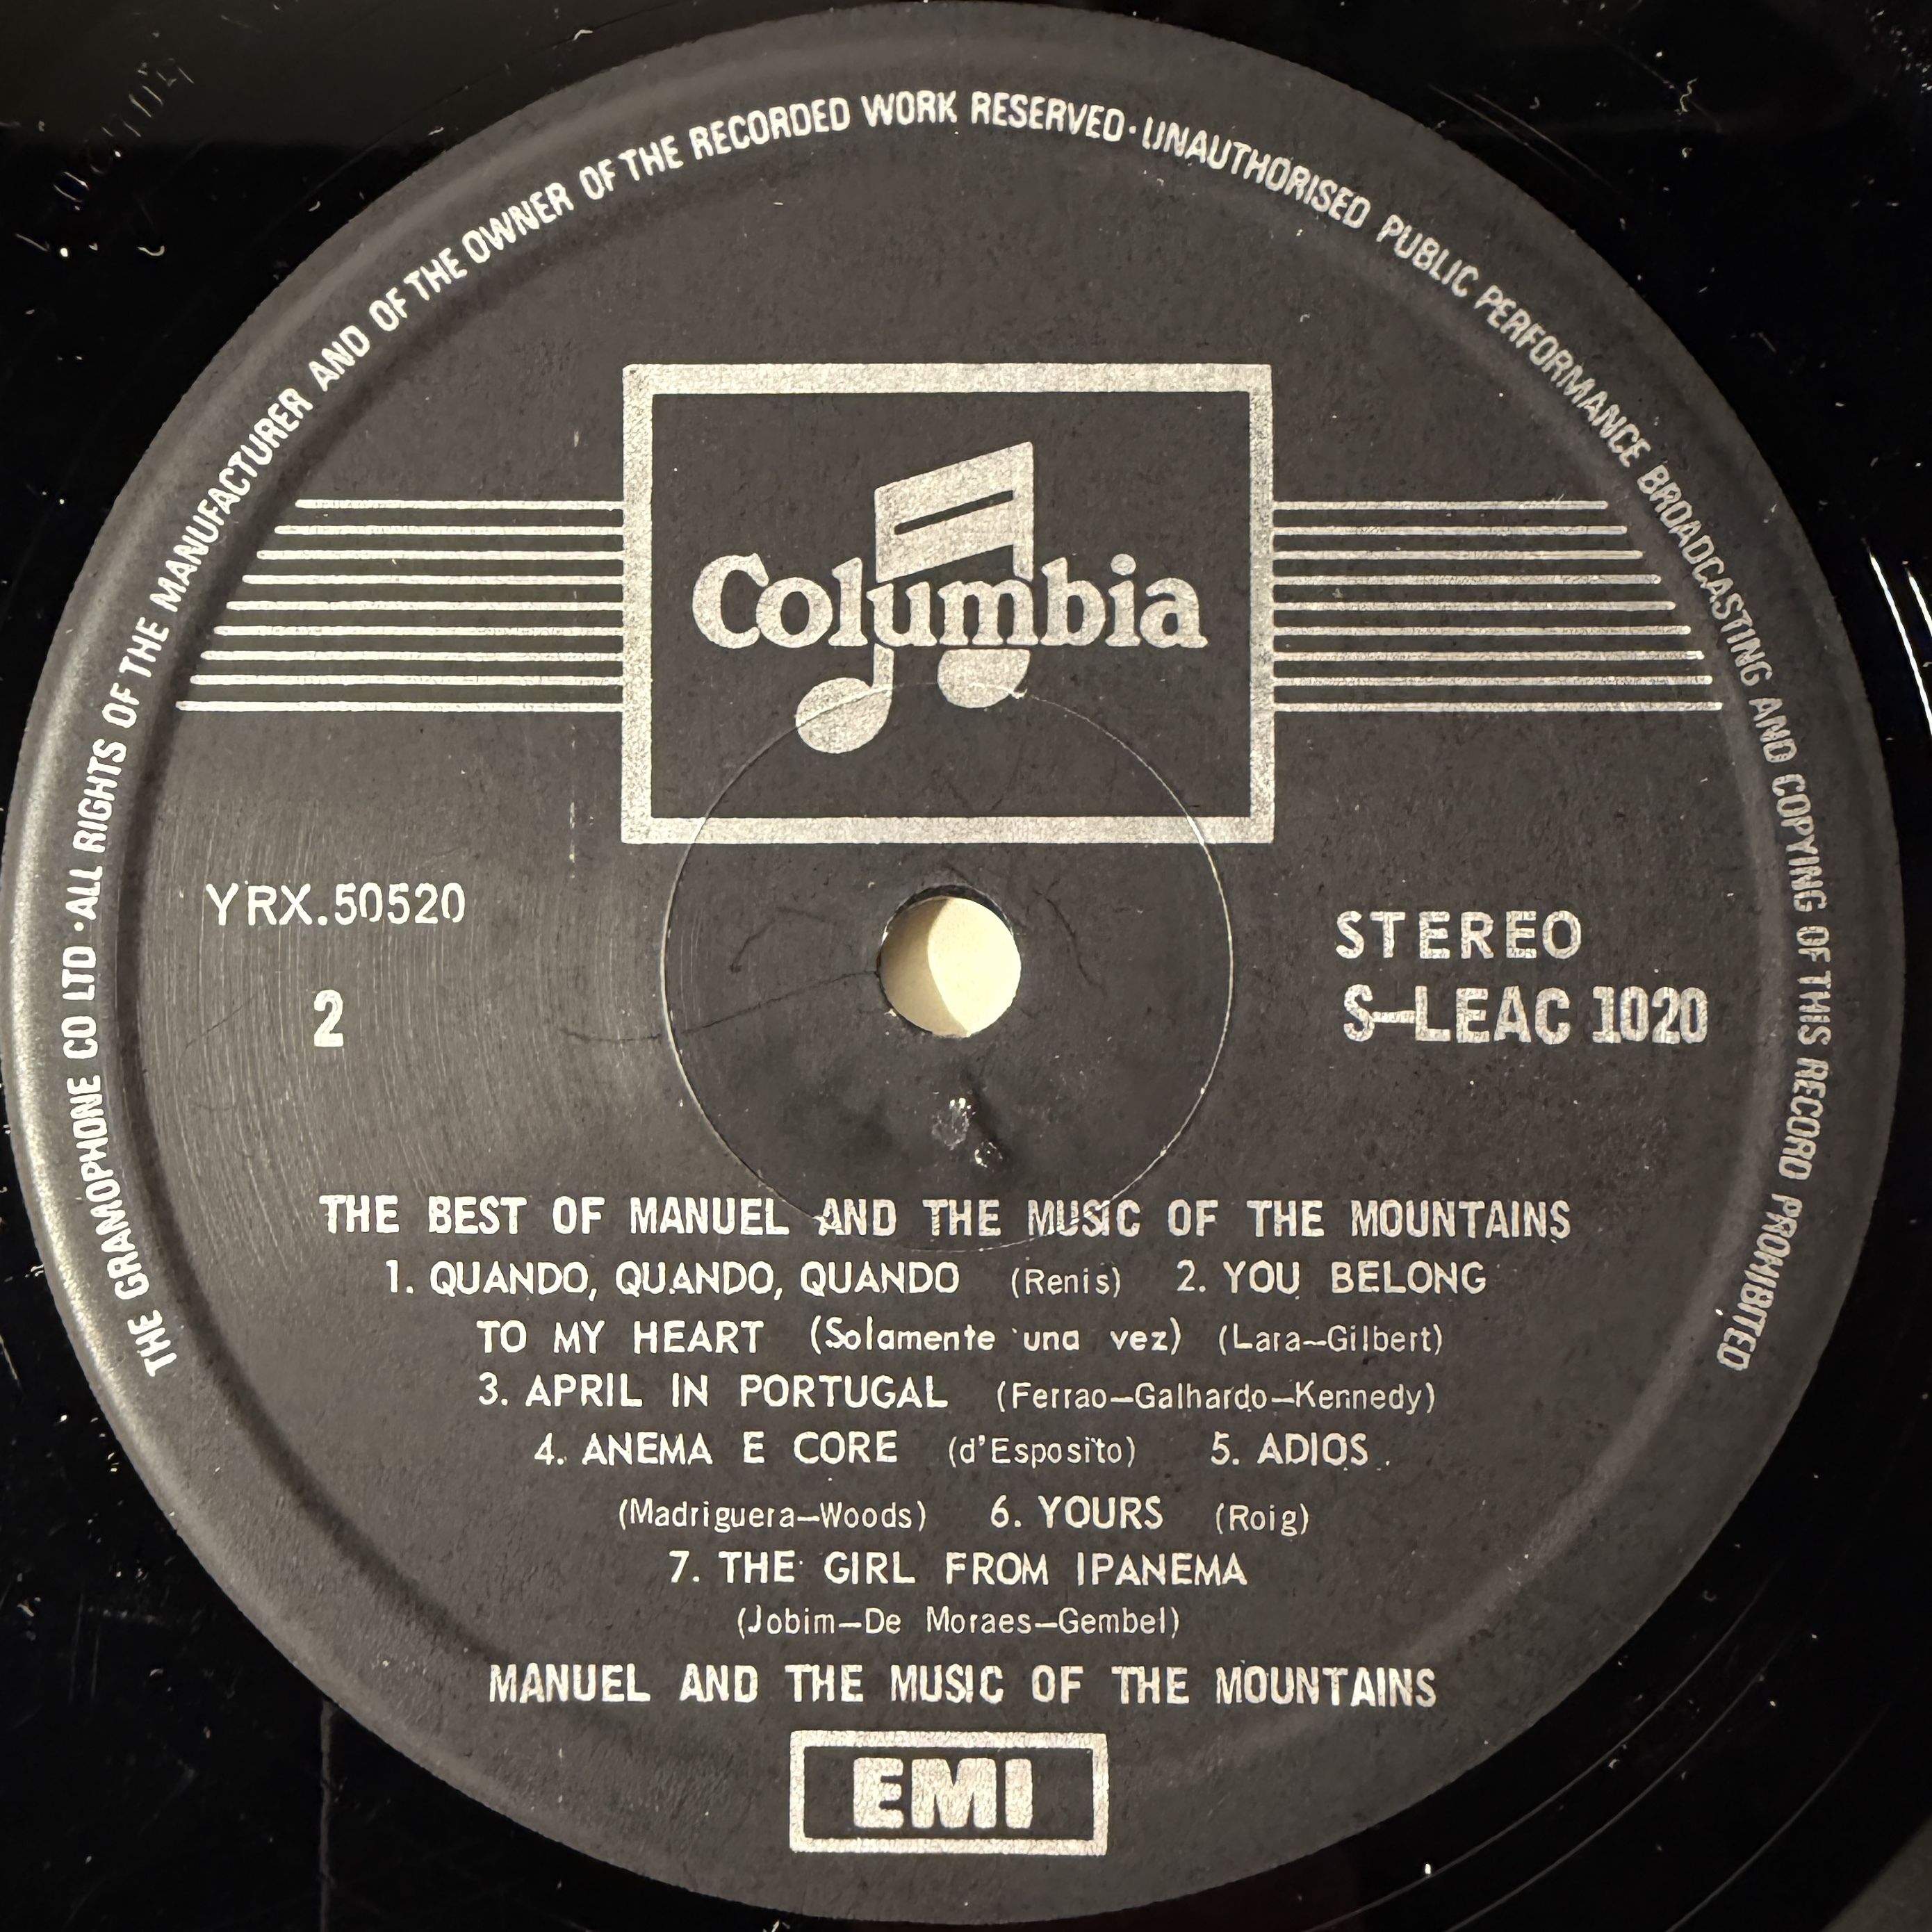 THE GRAMOPHONE CO LTD · ALL RIGHTS OF THE MANUFACTURER AND OF THE OWNER OF THE RECORDED WORK RESERVED · UNAUTHORISED PUBLIC PERFORMANCE BROADCASTING AND COPYING OF THIS RECORD PROHIBITED
Columbia
YRX.50520
2
STEREO
S-LEAC 1020
THE BEST OF MANUEL AND THE MUSIC OF THE MOUNTAINS
1. QUANDO, QUANDO, QUANDO (Renis) 2. YOU BELONG
TO MY HEART (Solamente una vez) (Lara—Gilbert)
3. APRIL IN PORTUGAL (Ferrao—Galhardo—Kennedy)
4. ANEMA E CORE (d'Esposito) 5. ADIOS
(Madriguera—Woods) 6. YOURS (Roig)
7. THE GIRL FROM IPANEMA
(Jobim—De Moraes—Gembel)
MANUEL AND THE MUSIC OF THE MOUNTAINS
EMI